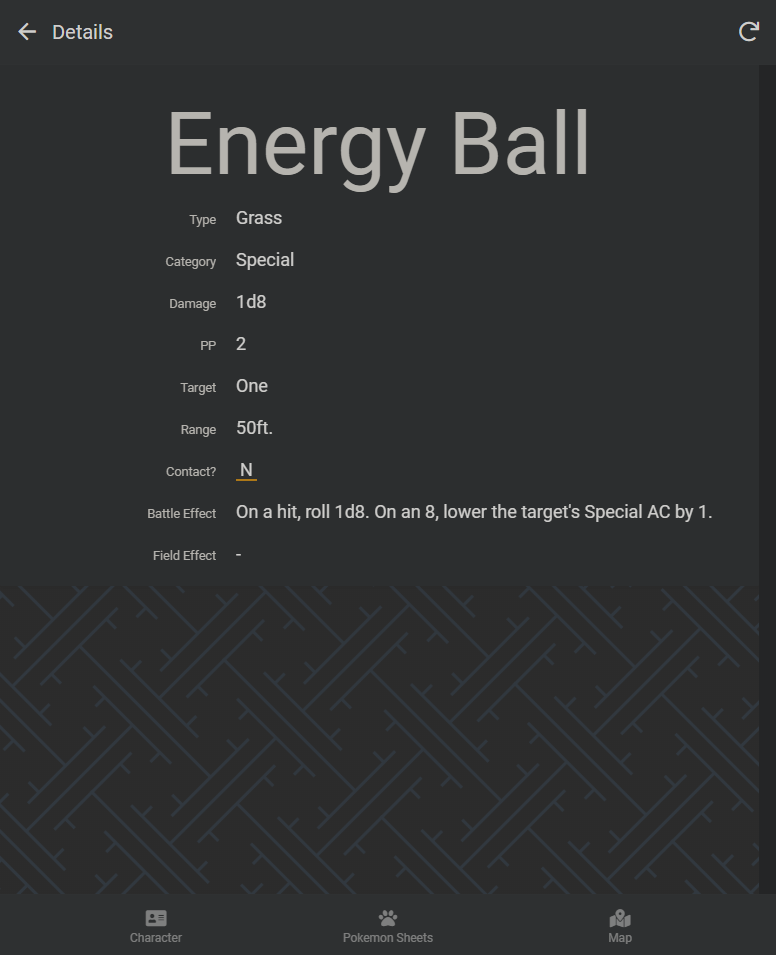 Details
Energy Ball
Type Grass
Category Special
Damage 1d8
PP 2
Target One
Range 50ft.
Contact? N
Battle Effect On a hit, roll 1d8. On an 8, lower the target's Special AC by 1.
Field Effect -
Character Pokemon Sheets Map